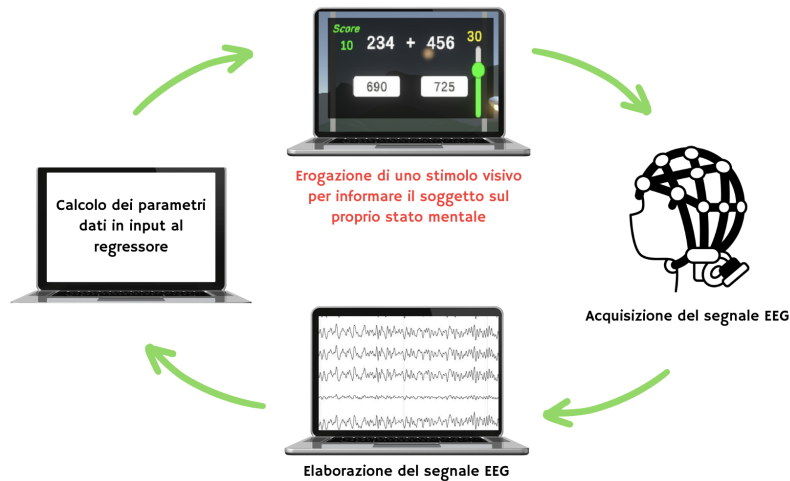 Score
10
234 + 456
30
690
725
Erogazione di uno stimolo visivo
per informare il soggetto sul
proprio stato mentale
Calcolo dei parametri
dati in input al
regressore
Acquisizione del segnale EEG
Elaborazione del segnale EEG